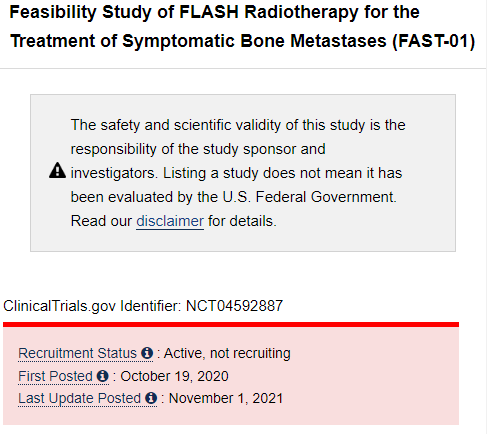 Feasibility Study of FLASH Radiotherapy for the
Treatment of Symptomatic Bone Metastases (FAST-01)
The safety and scientific validity of this study is the
responsibility of the study sponsor and
investigators. Listing a study does not mean it has
been evaluated by the U.S. Federal Government.
Read our disclaimer for details.
ClinicalTrials.gov Identifier: NCT04592887
Recruitment Status : Active, not recruiting
First Posted : October 19, 2020
Last Update Posted : November 1, 2021